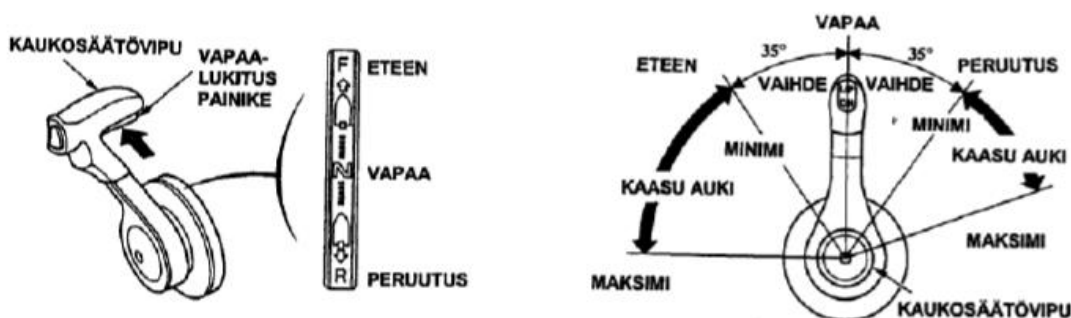 KAUKOSÄÄTÖVIPU
VAPAA-
LUKITUS
PAINIKE
F
ETEEN
N
VAPAA
R
PERUUTUS
VAPAA
35°
35°
ETEEN
VAIHDE
VAIHDE
PERUUTUS
MINIMI
MINIMI
KAASU AUKI
KAASU AUKI
MAKSIMI
MAKSIMI
KAUKOSÄÄTÖVIPU